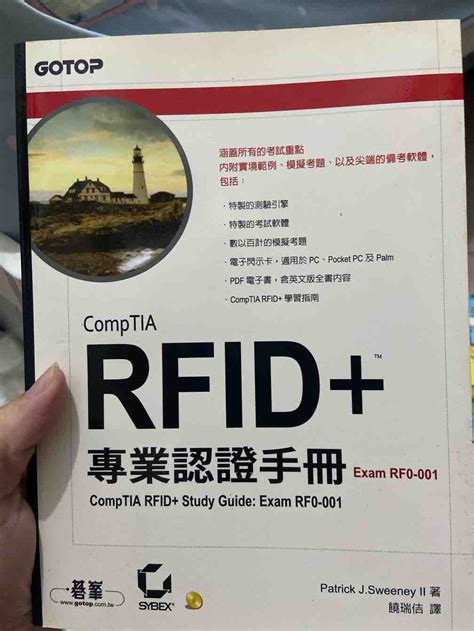 GOTOP
涵蓋所有的考試重點
內附實境範例、模擬考題、以及尖端的備考軟體，
包括：
．特製的測驗引擎
．特製的考試軟體
．數以百計的模擬考題
．電子閃示卡，適用於 PC、Pocket PC 及 Palm
．PDF 電子書，含英文版全書內容
．CompTIA RFID+ 學習指南
CompTIA
RFID+™
專業認證手冊 Exam RF0-001
CompTIA RFID+ Study Guide: Exam RF0-001
碁峯
www.gotop.com.tw
SYBEX®
Patrick J.Sweeney II 著
饒瑞佶 譯